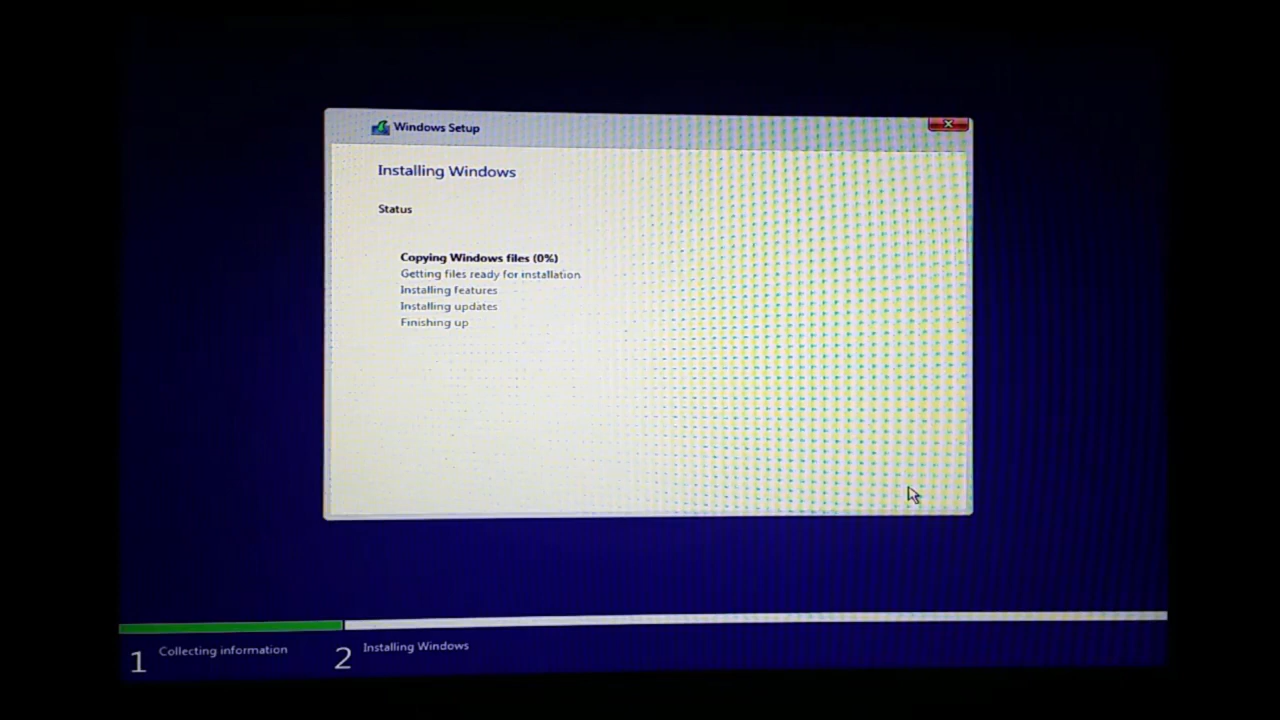 Windows Setup
Installing Windows
Status
Copying Windows files (0%)
Getting files ready for installation
Installing features
Installing updates
Finishing up
1 Collecting information
2 Installing Windows